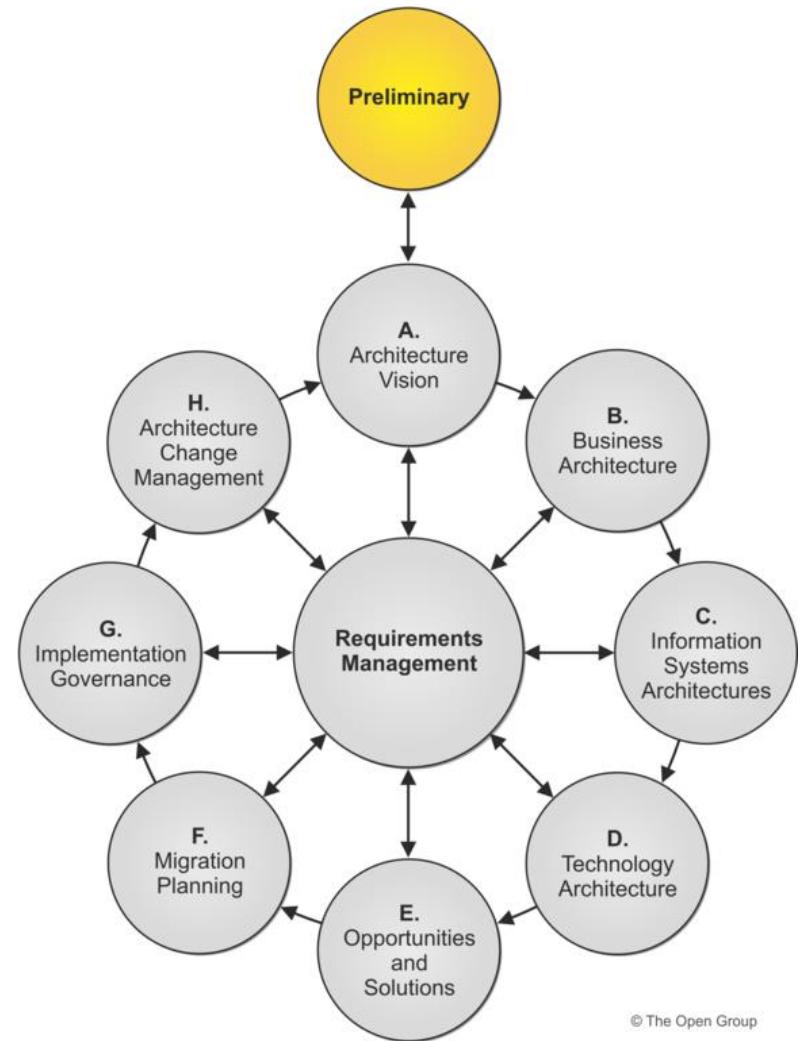 Preliminary
A.
Architecture
Vision
B.
Business
Architecture
C.
Information
Systems
Architectures
D.
Technology
Architecture
E.
Opportunities
and
Solutions
F.
Migration
Planning
G.
Implementation
Governance
H.
Architecture
Change
Management
Requirements
Management
© The Open Group